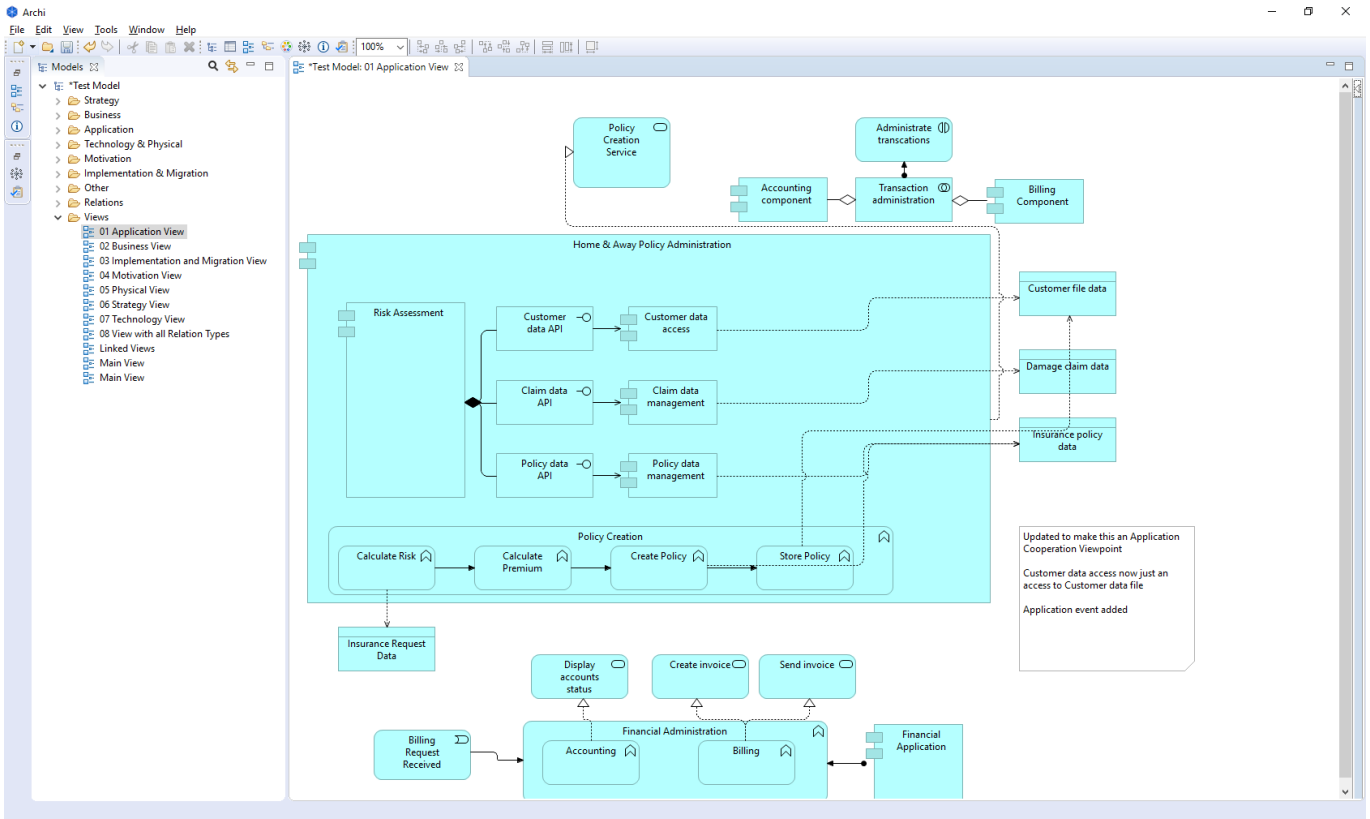 Archi
File Edit View Tools Window Help
100%
Models
*Test Model: 01 Application View
*Test Model
Strategy
Business
Application
Technology & Physical
Motivation
Implementation & Migration
Other
Relations
Views
01 Application View
02 Business View
03 Implementation and Migration View
04 Motivation View
05 Physical View
06 Strategy View
07 Technology View
08 View with all Relation Types
Linked Views
Main View
Main View
Policy
Creation
Service
Administrate
transcations
Accounting
component
Transaction
administration
Billing
Component
Home & Away Policy Administration
Risk Assessment
Customer
data API
Customer data
access
Claim data
API
Claim data
management
Policy data
API
Policy data
management
Customer file data
Damage claim data
Insurance policy
data
Policy Creation
Calculate Risk
Calculate
Premium
Create Policy
Store Policy
Updated to make this an Application
Cooperation Viewpoint
Customer data access now just an
access to Customer data file
Application event added
Insurance Request
Data
Display
accounts
status
Create invoice
Send invoice
Billing
Request
Received
Financial Administration
Accounting
Billing
Financial
Application